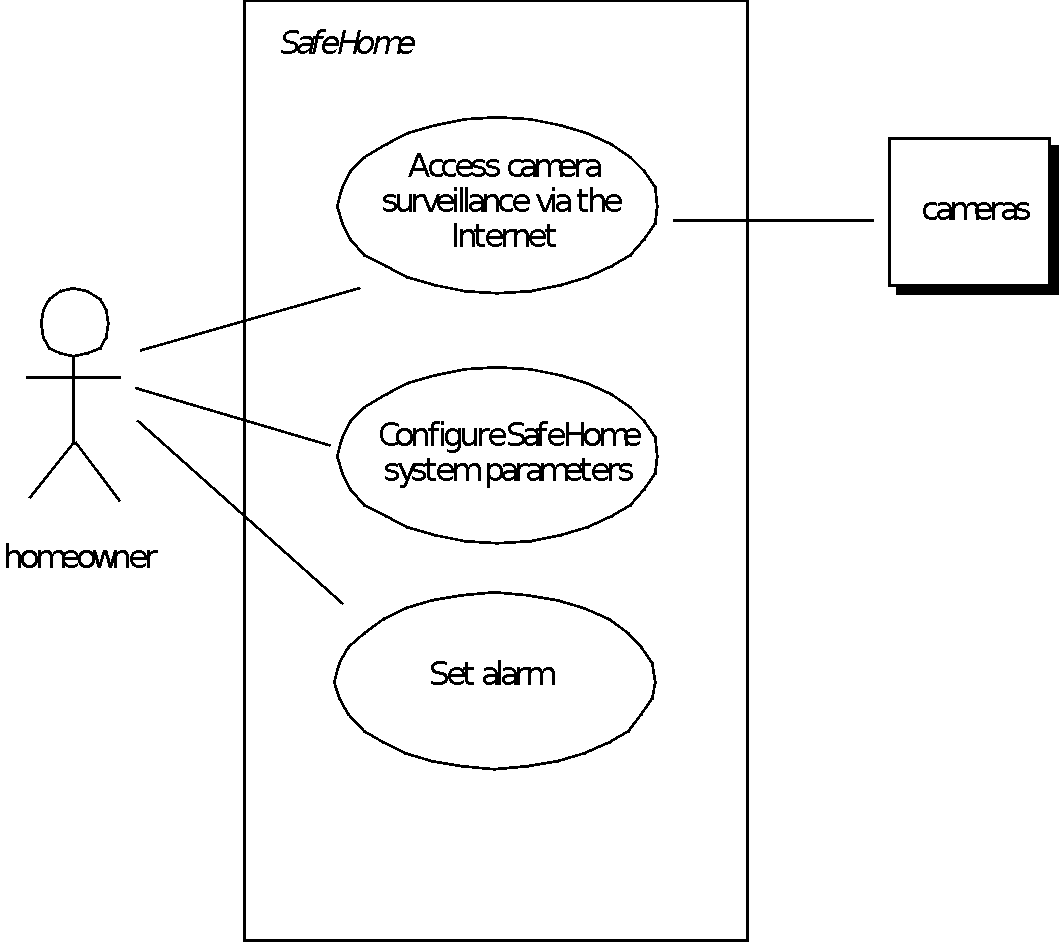 SafeHome
Access camera
surveillance via the
Internet
cameras
Configure SafeHome
system parameters
homeowner
Set alarm